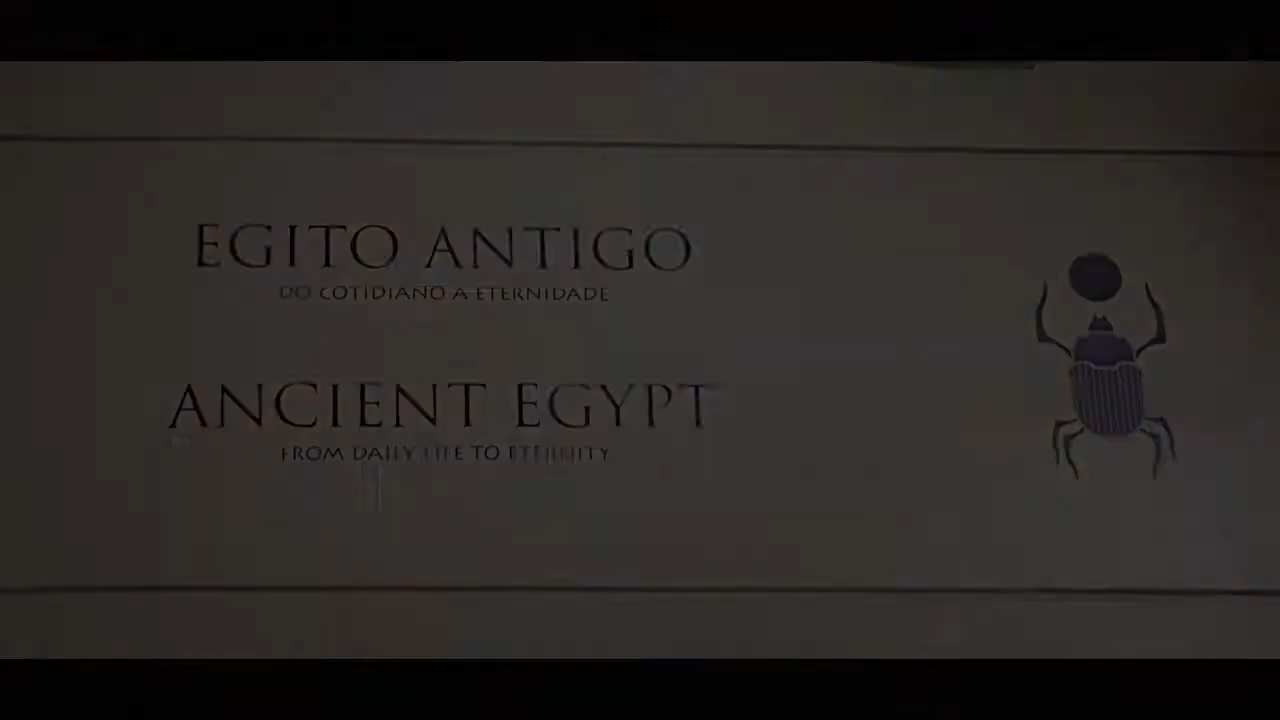 EGITO ANTIGO
DO COTIDIANO A ETERNIDADE
ANCIENT EGYPT
FROM DAILY LIFE TO ETERNITY